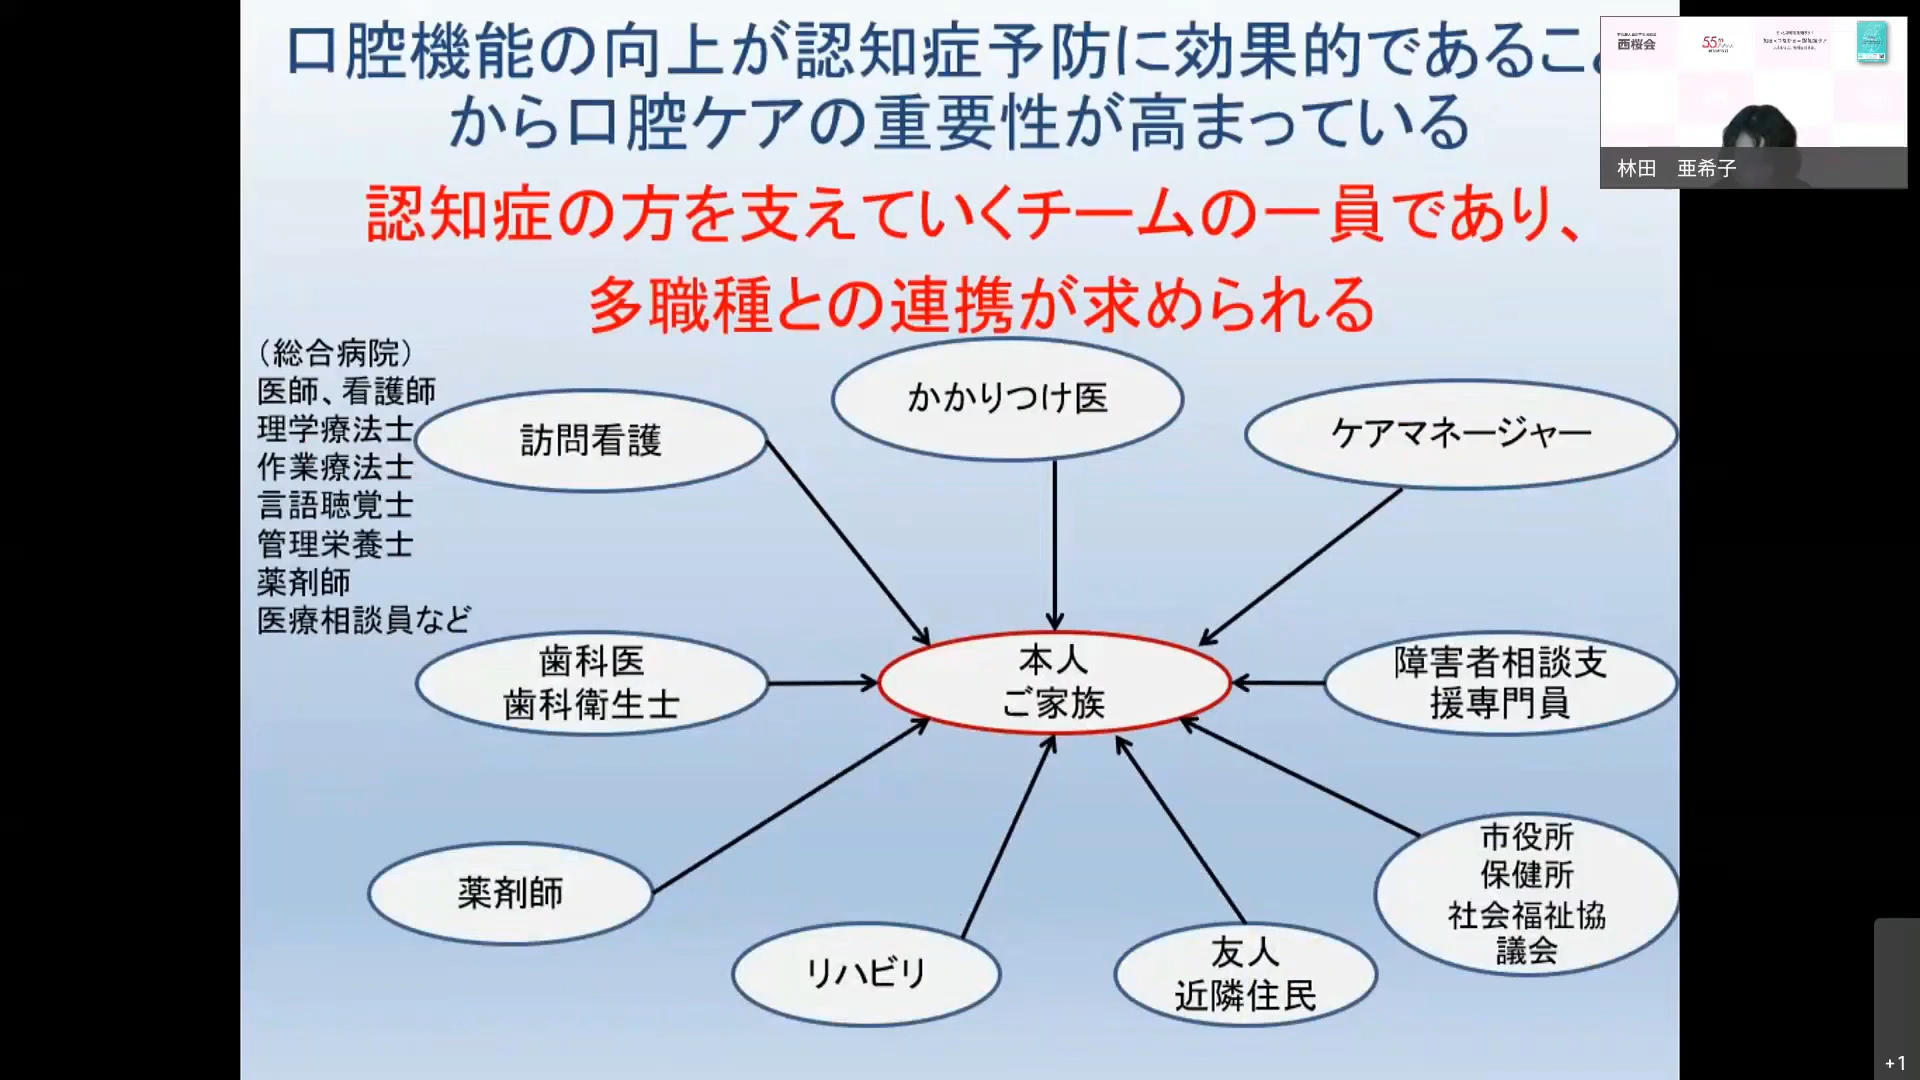 口腔機能の向上が認知症予防に効果的であること
から口腔ケアの重要性が高まっている
認知症の方を支えていくチームの一員であり、
多職種との連携が求められる
(総合病院)
医師、看護師
理学療法士
作業療法士
言語聴覚士
管理栄養士
薬剤師
医療相談員など
訪問看護
かかりつけ医
ケアマネージャー
歯科医
歯科衛生士
本人
ご家族
障害者相談支
援専門員
薬剤師
リハビリ
友人
近隣住民
市役所
保健所
社会福祉協
議会
西桜会
55
林田 亜希子
+1